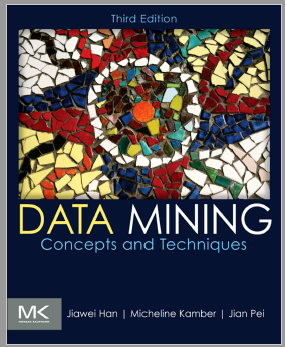 Third Edition
DATA MINING
Concepts and Techniques
MK
Jiawei Han | Micheline Kamber | Jian Pei